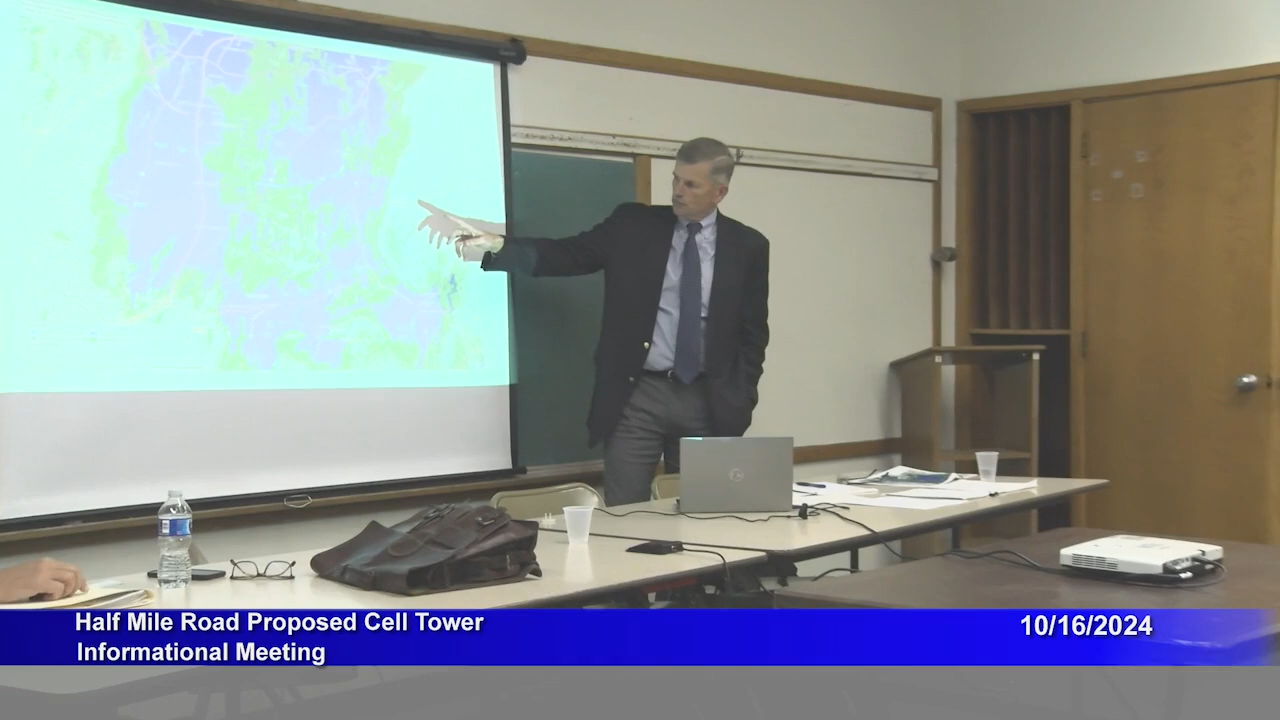 Half Mile Road Proposed Cell Tower
Informational Meeting
10/16/2024